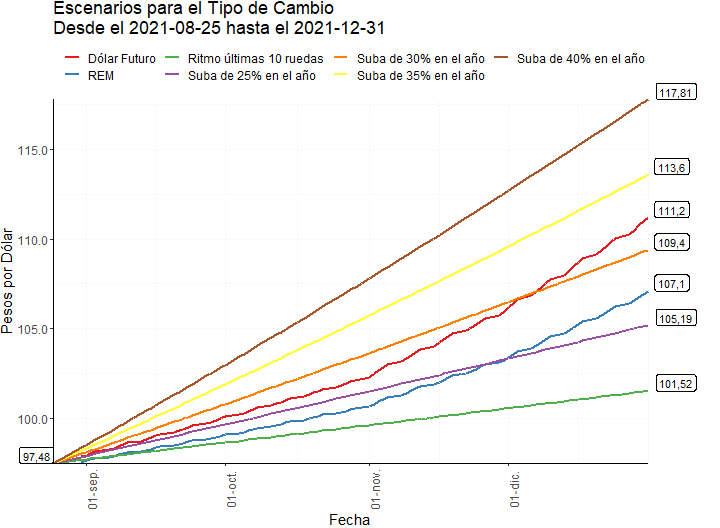 Escenarios para el Tipo de Cambio
Desde el 2021-08-25 hasta el 2021-12-31
Dólar Futuro
Ritmo últimas 10 ruedas
Suba de 30% en el año
Suba de 40% en el año
REM
Suba de 25% en el año
Suba de 35% en el año
117,81
115.0
113,6
111,2
110.0
109,4
107,1
105,19
105.0
101,52
100.0
97,48
Pesos por Dólar
01-sep.
01-oct.
01-nov.
01-dic.
Fecha